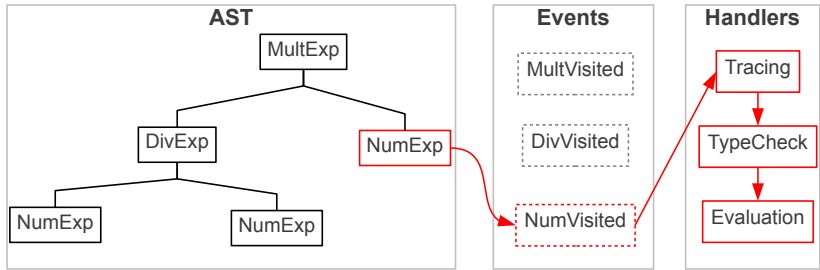 AST
MultExp
DivExp
NumExp
NumExp
NumExp
Events
MultVisited
DivVisited
NumVisited
Handlers
Tracing
TypeCheck
Evaluation